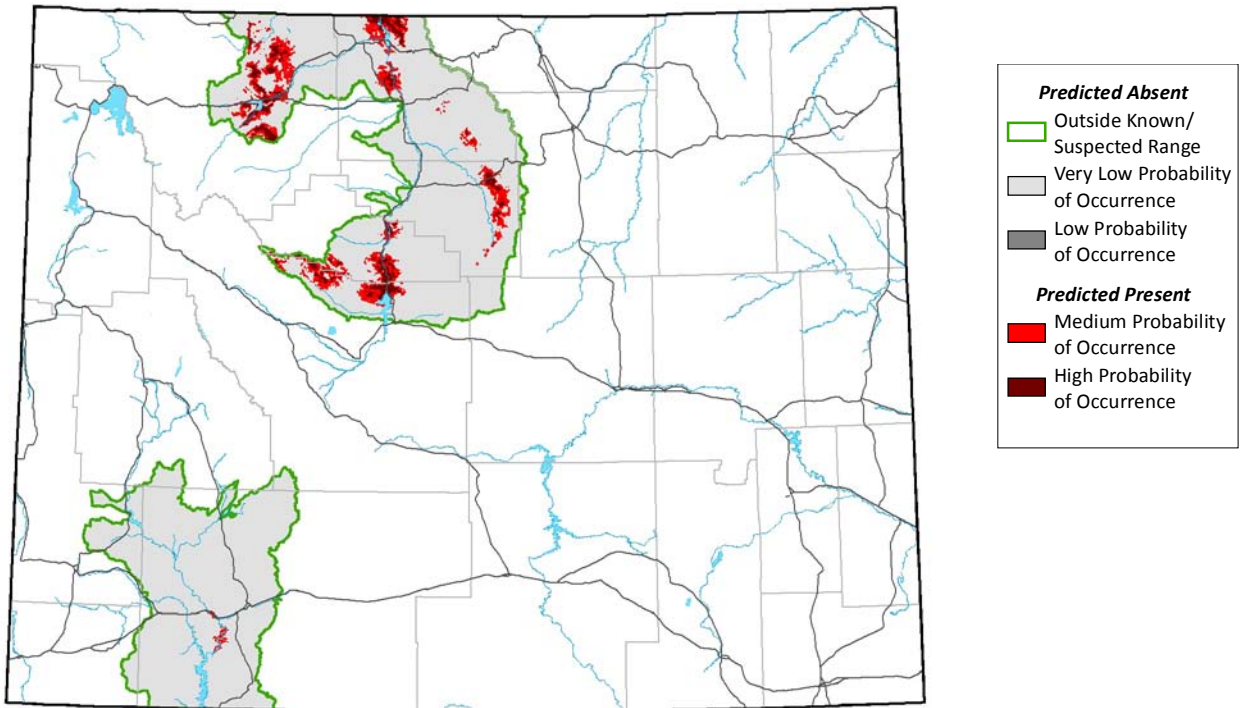 Predicted Absent
Outside Known/
Suspected Range
Very Low Probability
of Occurrence
Low Probability
of Occurrence
Predicted Present
Medium Probability
of Occurrence
High Probability
of Occurrence